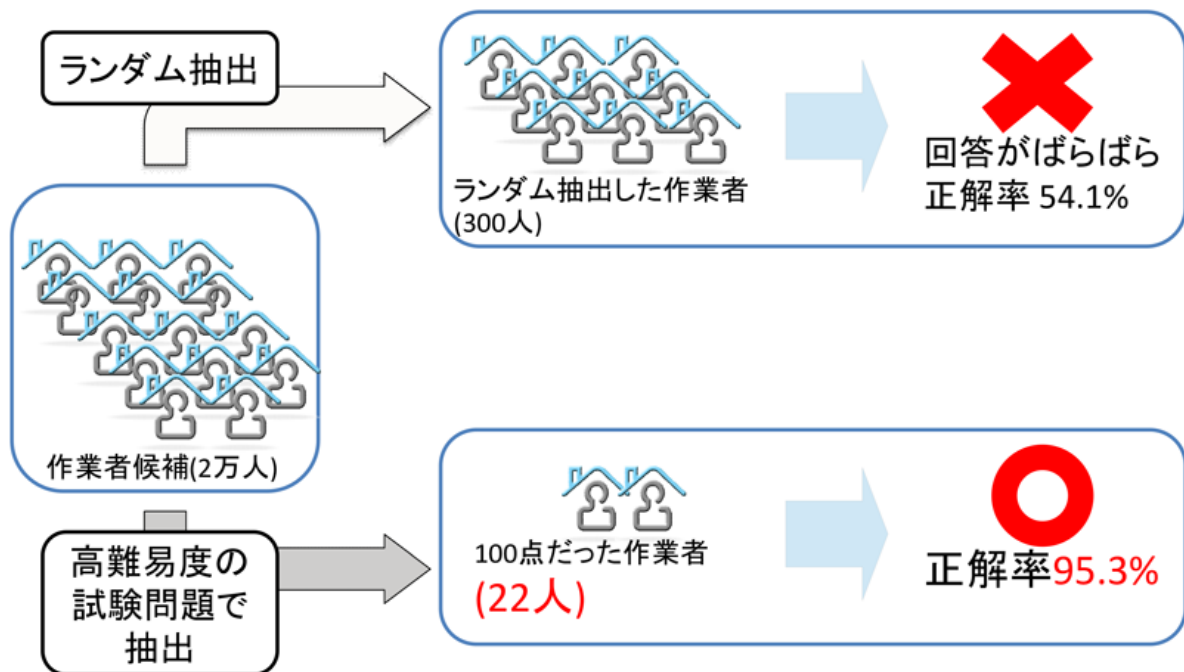 ランダム抽出
ランダム抽出した作業者
(300人)
回答がばらばら
正解率 54.1%
作業者候補(2万人)
高難易度の
試験問題で
抽出
100点だった作業者
(22人)
正解率95.3%